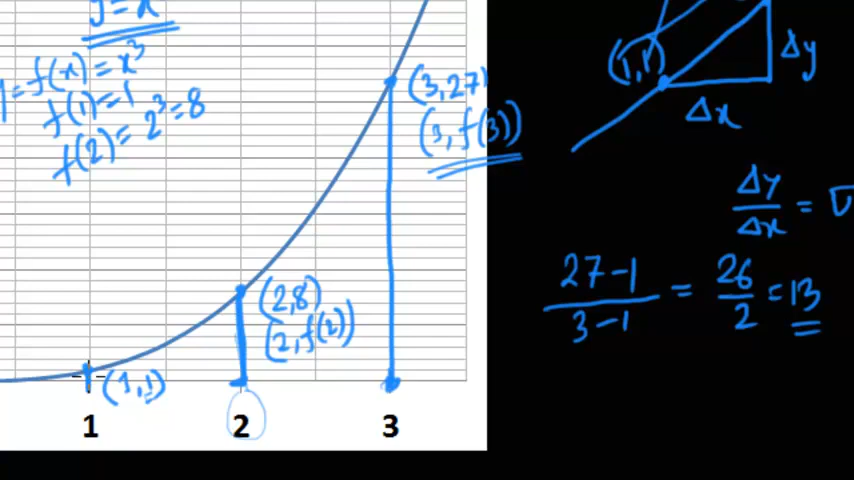 y = x
y = f(x) = x³
f(1) = 1
f(2) = 2³ = 8
(3, 27)
(3, f(3))
(2, 8)
(2, f(2))
(1, 1)
1 2 3
(1, 1)
Δy
Δx
Δy/Δx =
27-1/3-1 = 26/2 = 13